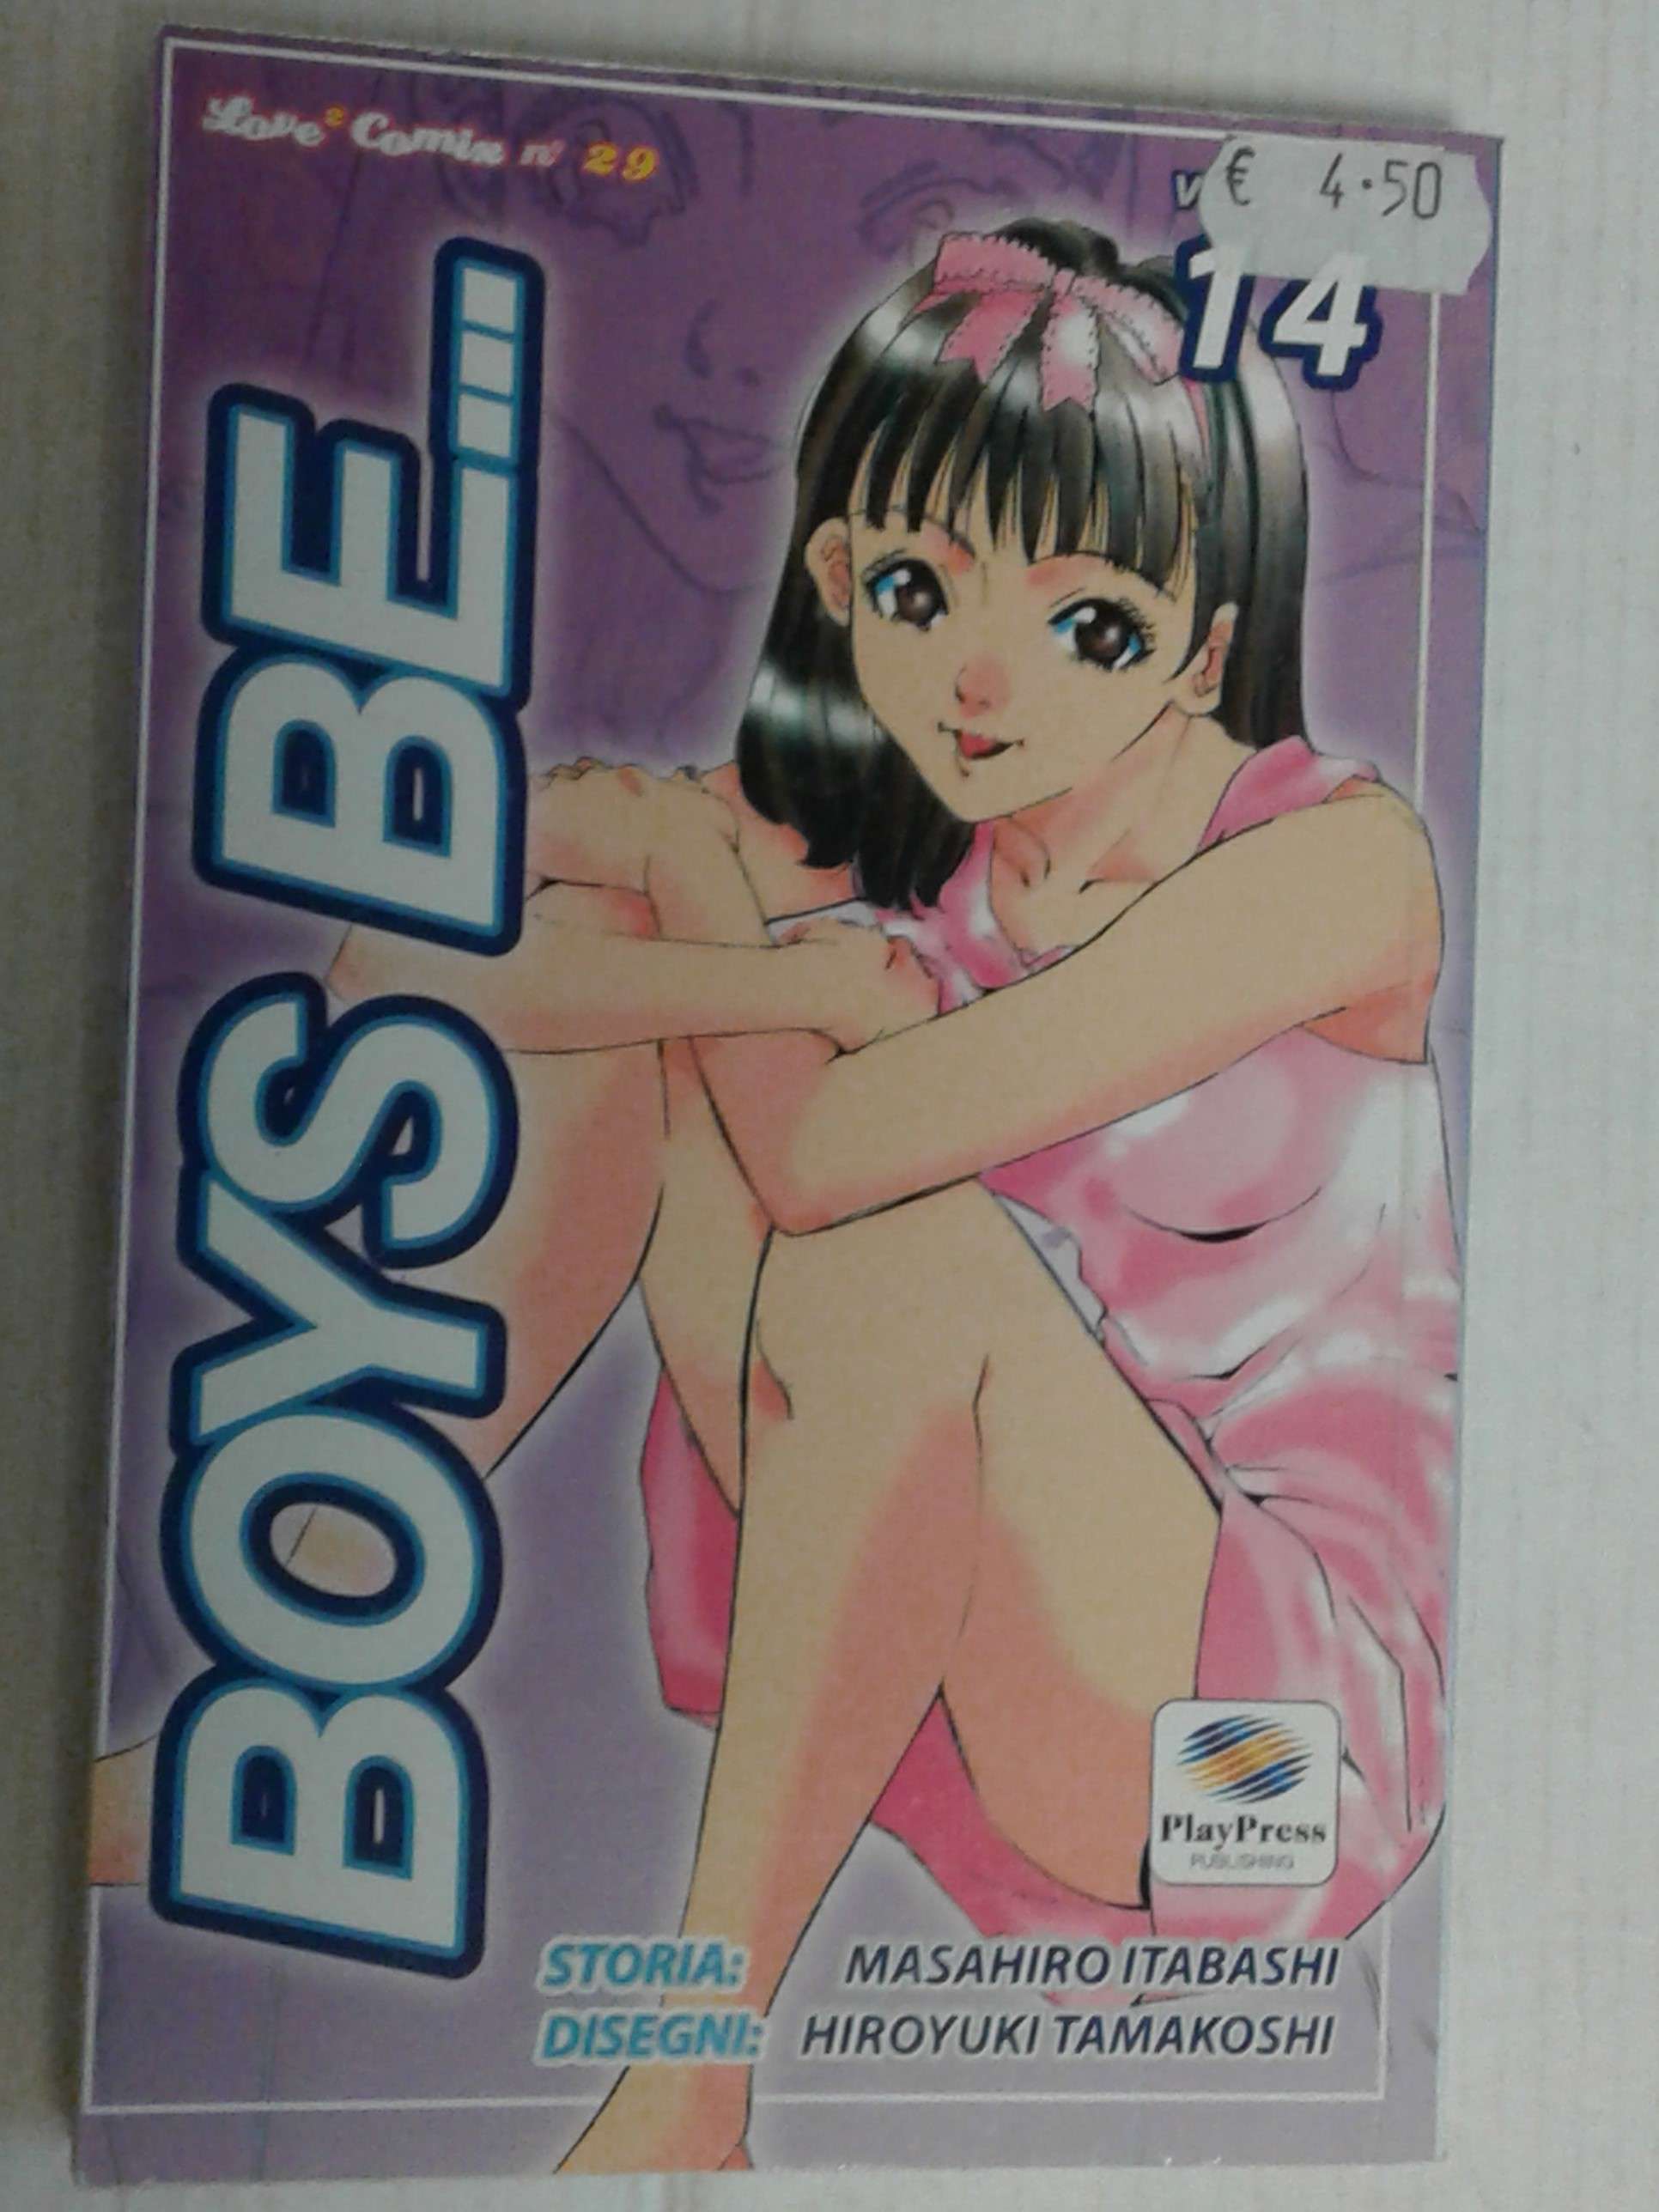 Love² Comix n° 29
€ 4.50
14
BOYS BE...
PlayPress
PUBLISHING
STORIA: MASAHIRO ITABASHI
DISEGNI: HIROYUKI TAMAKOSHI